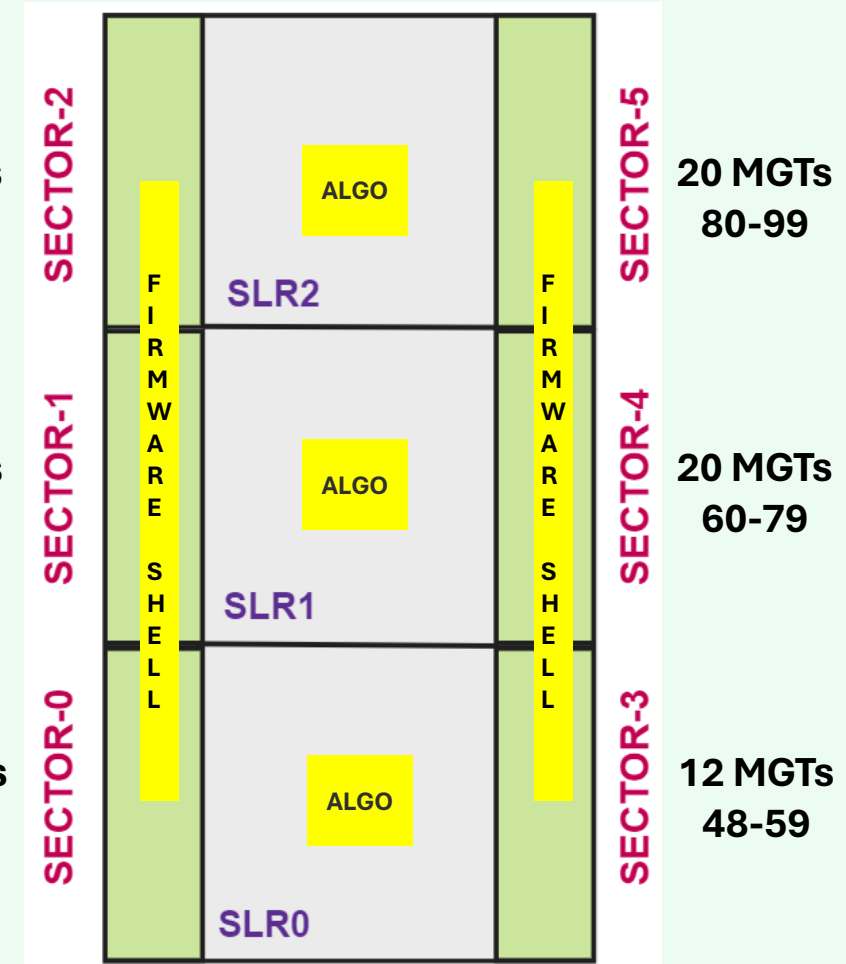 SECTOR-2
ALGO
SLR2
SECTOR-5
20 MGTs
80-99
FIRMWARE SHELL
FIRMWARE SHELL
SECTOR-1
ALGO
SLR1
SECTOR-4
20 MGTs
60-79
SECTOR-0
ALGO
SLR0
SECTOR-3
12 MGTs
48-59